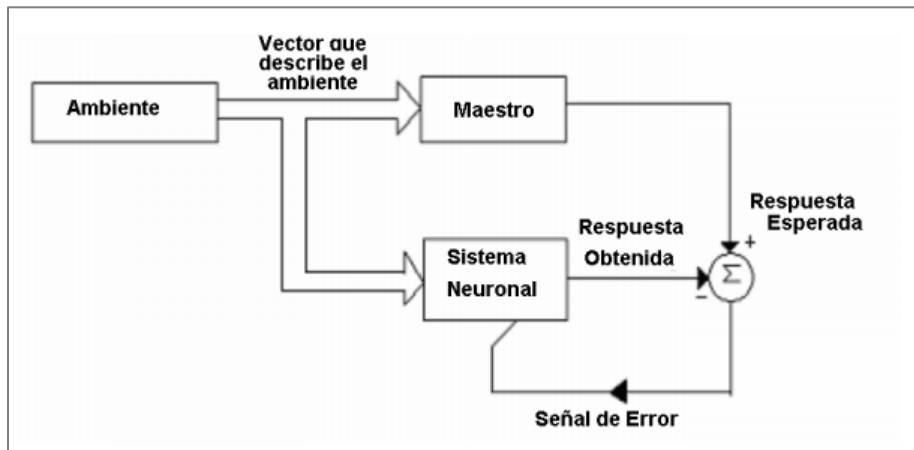 Vector que
describe el
ambiente
Ambiente
Maestro
Respuesta
Esperada
+
Respuesta
Obtenida
Σ
−
Sistema
Neuronal
Señal de Error